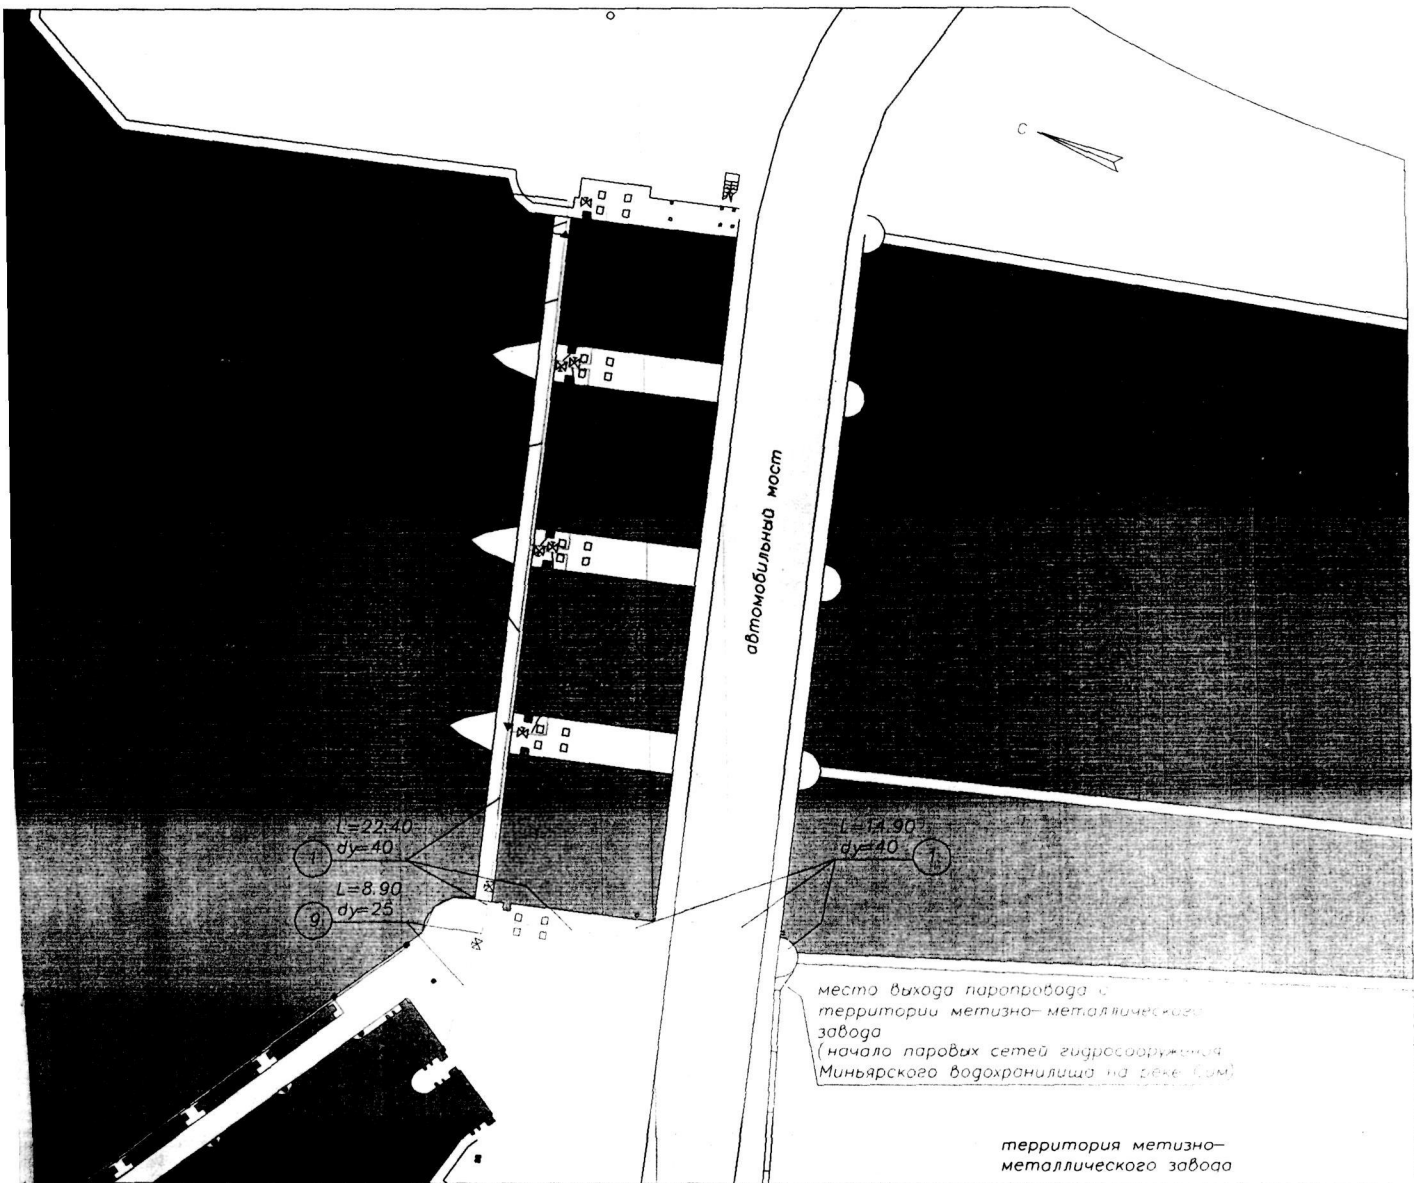 С
автомобильный мост
L=22.40
dy=40
1
L=8.90
dy=25
9
L=14.90
dy=40
1
место выхода паропровода с
территории метизно-металлического
завода
(начало паровых сетей гидросооружения
Миньярского водохранилища на реке Сим)
территория метизно-
металлического завода